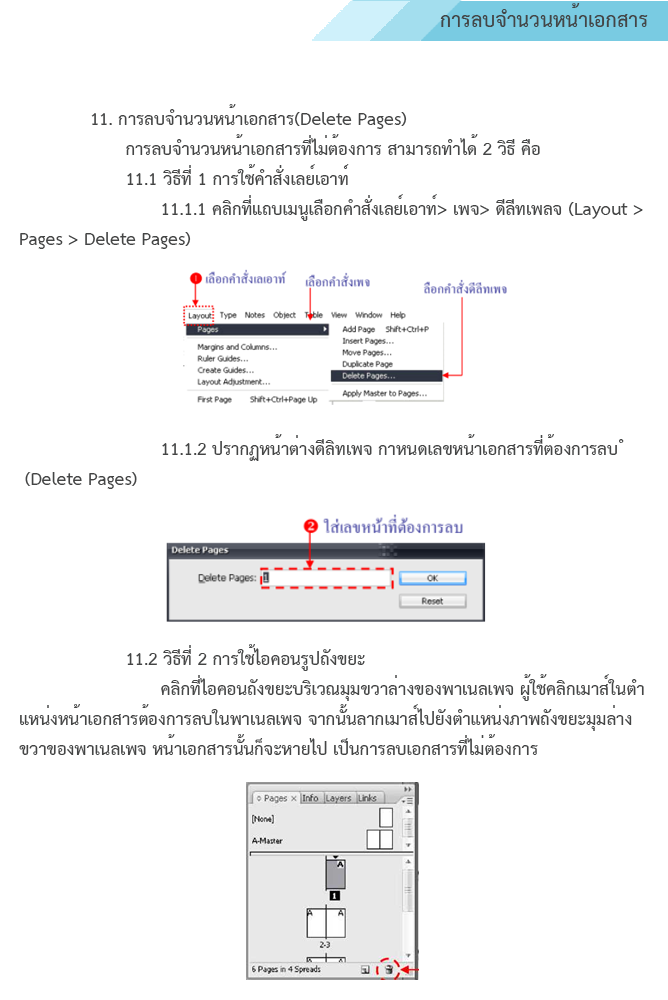 การลบจำนวนหน้าเอกสาร
11. การลบจำนวนหน้าเอกสาร(Delete Pages)
การลบจำนวนหน้าเอกสารที่ไม่ต้องการ สามารถทำได้ 2 วิธี คือ
11.1 วิธีที่ 1 การใช้คำสั่งเลย์เอาท์
11.1.1 คลิกที่แถบเมนูเลือกคำสั่งเลย์เอาท์> เพจ> ดีลีทเพลจ (Layout >
Pages > Delete Pages)
1 เลือกคำสั่งเลเอาท์ เลือกคำสั่งเพจ ลือกคำสั่งดีลีทเพจ
Layout Type Notes Object Table View Window Help
Pages
Add Page Shift+Ctrl+P
Insert Pages...
Move Pages...
Duplicate Page
Delete Pages...
Apply Master to Pages...
Margins and Columns...
Ruler Guides...
Create Guides...
Layout Adjustment...
First Page Shift+Ctrl+Page Up
11.1.2 ปรากฏหน้าต่างดีลิทเพจ กาหนดเลขหน้าเอกสารที่ต้องการลบ ํ
(Delete Pages)
2 ใส่เลขหน้าที่ต้องการลบ
Delete Pages
Delete Pages: 1 OK
Reset
11.2 วิธีที่ 2 การใช้ไอคอนรูปถังขยะ
คลิกที่ไอคอนถังขยะบริเวณมุมขวาล่างของพาเนลเพจ ผู้ใช้คลิกเมาส์ในตำ
แหน่งหน้าเอกสารต้องการลบในพาเนลเพจ จากนั้นลากเมาส์ไปยังตำแหน่งภาพถังขยะมุมล่าง
ขวาของพาเนลเพจ หน้าเอกสารนั้นก็จะหายไป เป็นการลบเอกสารที่ไม่ต้องการ
Pages × Info Layers Links
[None]
A-Master
A
1
A A
2-3
A A
6 Pages in 4 Spreads